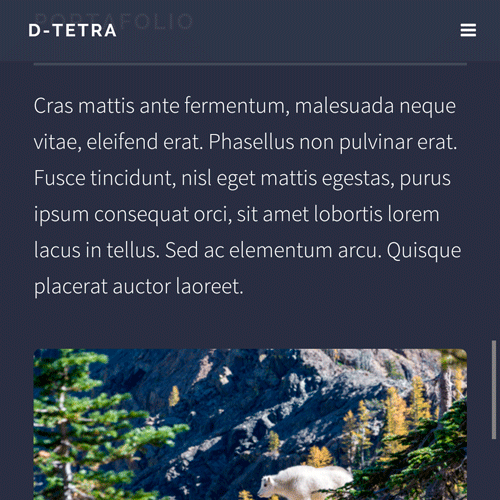 PORTAFOLIO
D-TETRA
Cras mattis ante fermentum, malesuada neque
vitae, eleifend erat. Phasellus non pulvinar erat.
Fusce tincidunt, nisl eget mattis egestas, purus
ipsum consequat orci, sit amet lobortis lorem
lacus in tellus. Sed ac elementum arcu. Quisque
placerat auctor laoreet.